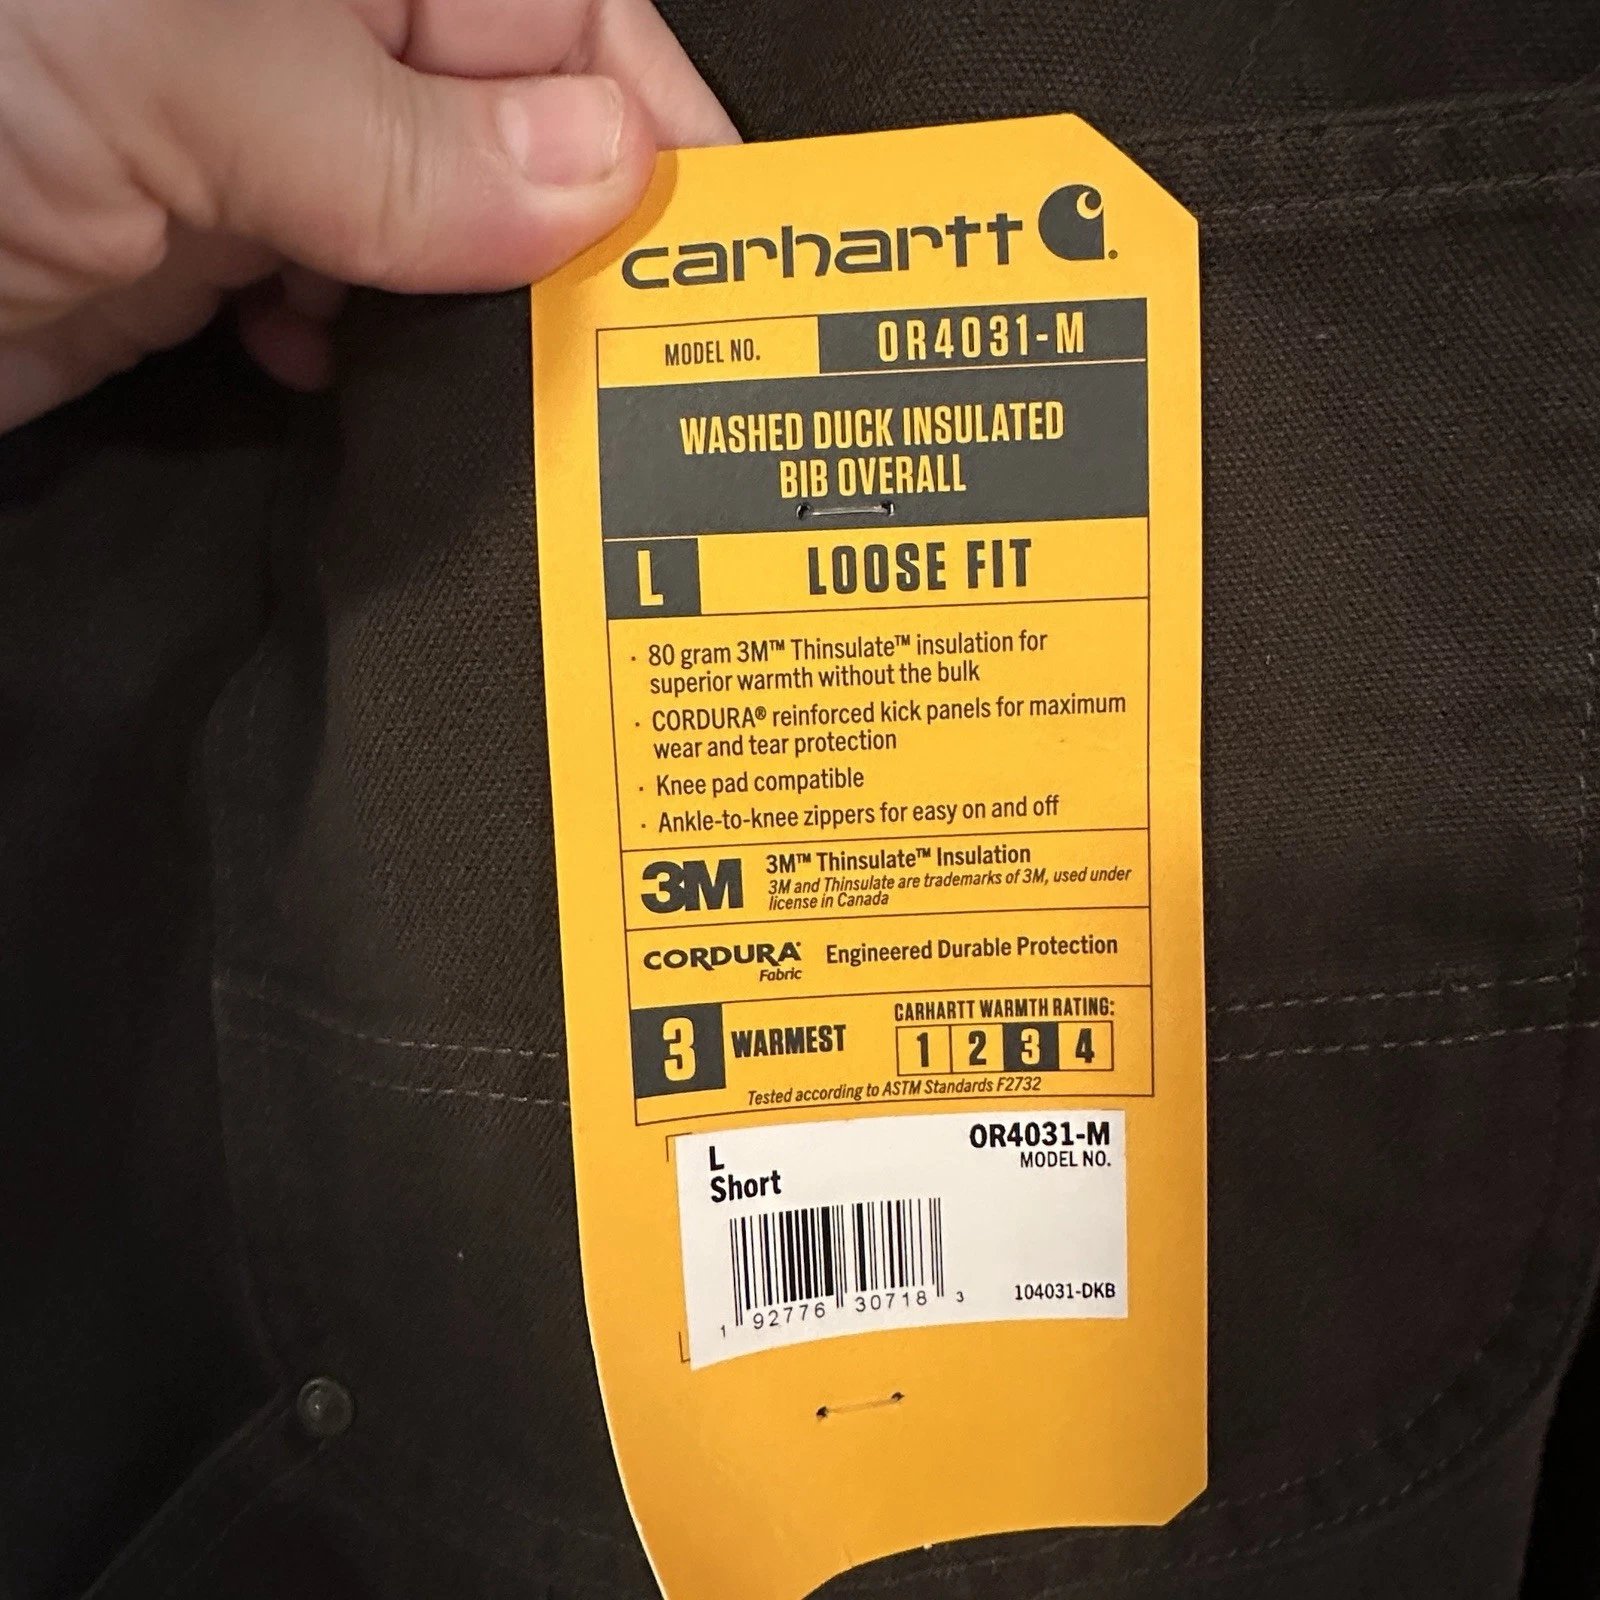 carhartt
MODEL NO. OR4031-M
WASHED DUCK INSULATED
BIB OVERALL
L LOOSE FIT
· 80 gram 3M™ Thinsulate™ insulation for
superior warmth without the bulk
· CORDURA® reinforced kick panels for maximum
wear and tear protection
· Knee pad compatible
· Ankle-to-knee zippers for easy on and off
3M 3M™ Thinsulate™ Insulation
3M and Thinsulate are trademarks of 3M, used under
license in Canada
CORDURA® Engineered Durable Protection
Fabric
CARHARTT WARMTH RATING:
3 WARMEST 1 2 3 4
Tested according to ASTM Standards F2732
L OR4031-M
Short MODEL NO.
1 92776 30718 3 104031-DKB